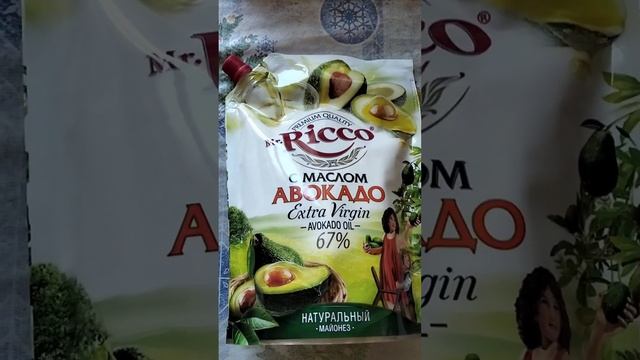 PREMIUM QUALITY
Mr. Ricco®
С МАСЛОМ
АВОКАДО
Extra Virgin
– AVOKADO OIL –
67%
НАТУРАЛЬНЫЙ
· МАЙОНЕЗ ·